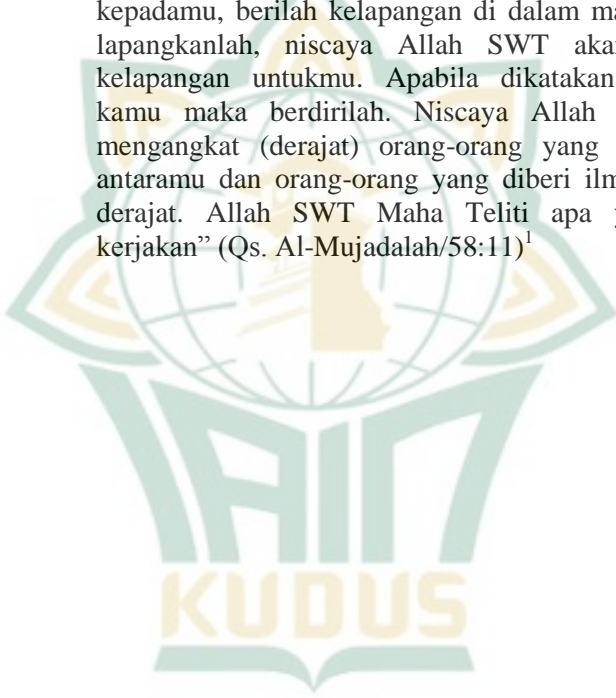 kepadamu, berilah kelapangan di dalam ma
lapangkanlah, niscaya Allah SWT aka
kelapangan untukmu. Apabila dikatakan
kamu maka berdirilah. Niscaya Allah
mengangkat (derajat) orang-orang yang
antaramu dan orang-orang yang diberi ilm
derajat. Allah SWT Maha Teliti apa y
kerjakan” (Qs. Al-Mujadalah/58:11)¹
IAIN
KUDUS